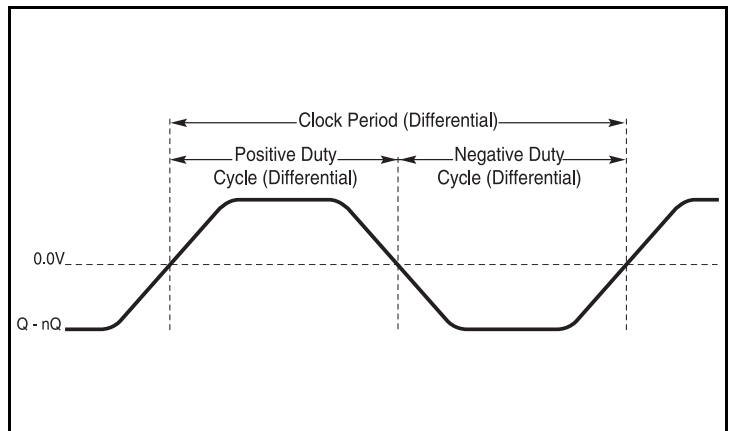 Clock Period (Differential)
Positive Duty
Cycle (Differential)
Negative Duty
Cycle (Differential)
0.0V
Q - nQ